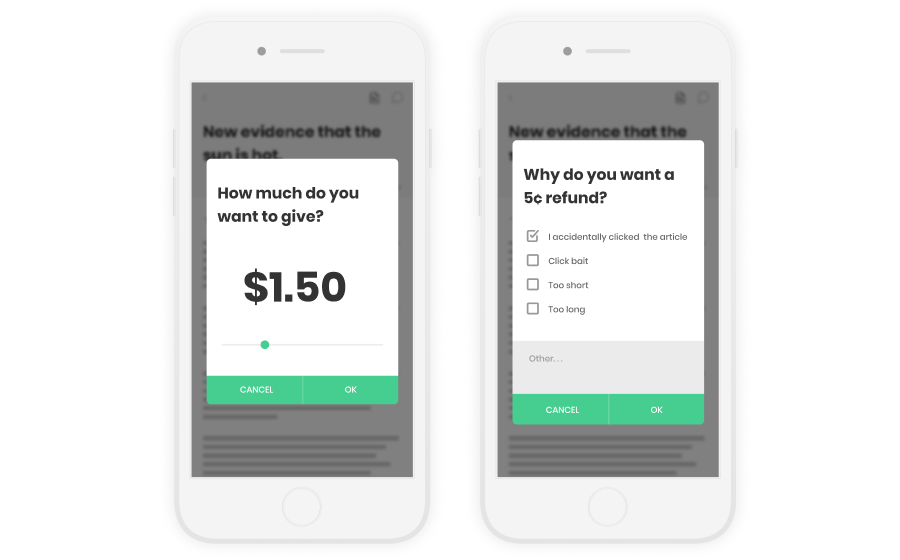 New evidence that the
sun is hot.
How much do you
want to give?
$1.50
CANCEL
OK
New evidence that the
Why do you want a
5¢ refund?
I accidentally clicked the article
Click bait
Too short
Too long
Other...
CANCEL
OK